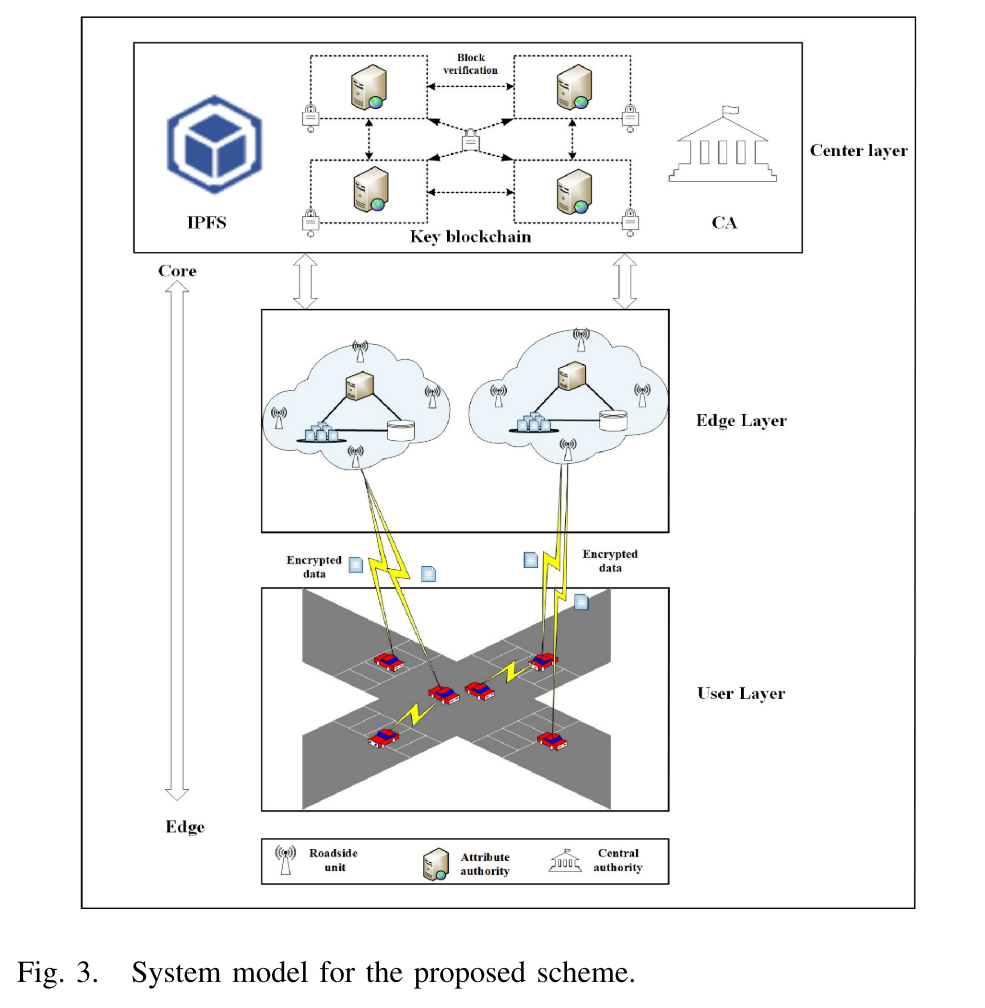 Block
verification
Center layer
IPFS
CA
Key blockchain
Core
Edge Layer
Encrypted
data
Encrypted
data
User Layer
Edge
Roadside
unit
Attribute
authority
Central
authority
Fig. 3. System model for the proposed scheme.